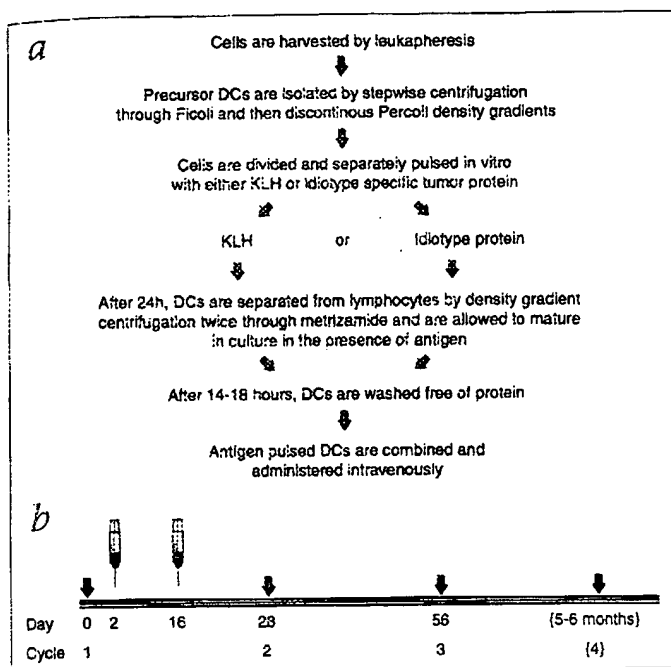 a
Cells are harvested by leukapheresis
Precursor DCs are isolated by stepwise centrifugation
through Ficoll and then discontinous Percoll density gradients
Cells are divided and separately pulsed in vitro
with either KLH or Idiotype specific tumor protein
KLH or Idiotype protein
After 24h, DCs are separated from lymphocytes by density gradient
centrifugation twice through metrizamide and are allowed to mature
in culture in the presence of antigen
After 14-18 hours, DCs are washed free of protein
Antigen pulsed DCs are combined and
administered intravenously
b
Day 0 2 16 28 56 {5-6 months}
Cycle 1 2 3 {4}